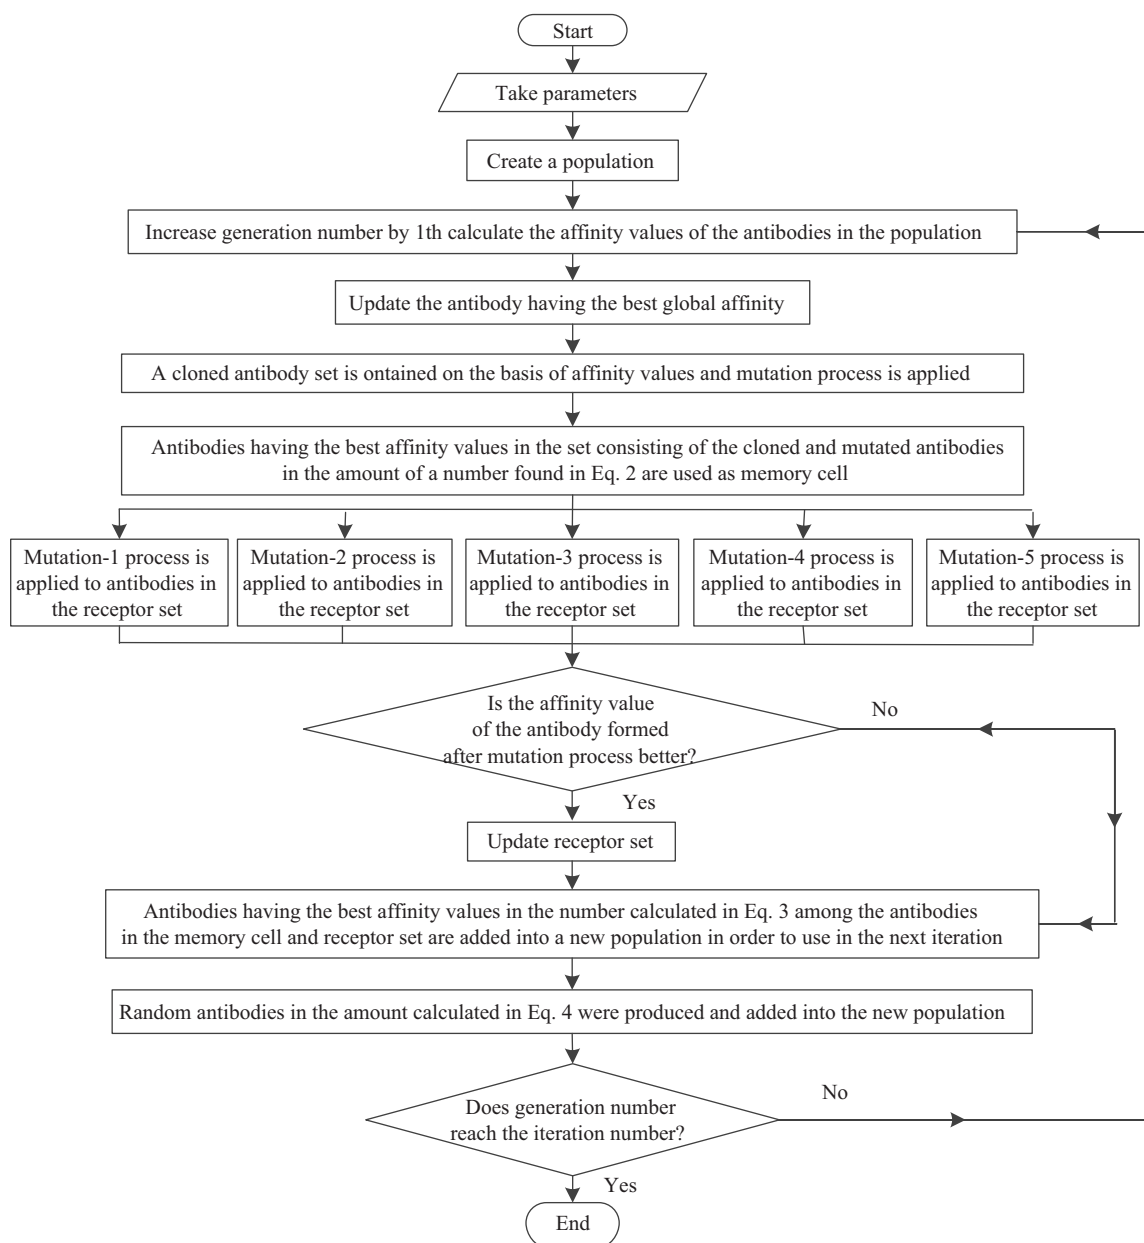 Start
Take parameters
Create a population
Increase generation number by 1th calculate the affinity values of the antibodies in the population
Update the antibody having the best global affinity
A cloned antibody set is ontained on the basis of affinity values and mutation process is applied
Antibodies having the best affinity values in the set consisting of the cloned and mutated antibodies
in the amount of a number found in Eq. 2 are used as memory cell
Mutation-1 process is
applied to antibodies in
the receptor set
Mutation-2 process is
applied to antibodies in
the receptor set
Mutation-3 process is
applied to antibodies in
the receptor set
Mutation-4 process is
applied to antibodies in
the receptor set
Mutation-5 process is
applied to antibodies in
the receptor set
Is the affinity value
of the antibody formed
after mutation process better?
No
Yes
Update receptor set
Antibodies having the best affinity values in the number calculated in Eq. 3 among the antibodies
in the memory cell and receptor set are added into a new population in order to use in the next iteration
Random antibodies in the amount calculated in Eq. 4 were produced and added into the new population
Does generation number
reach the iteration number?
No
Yes
End